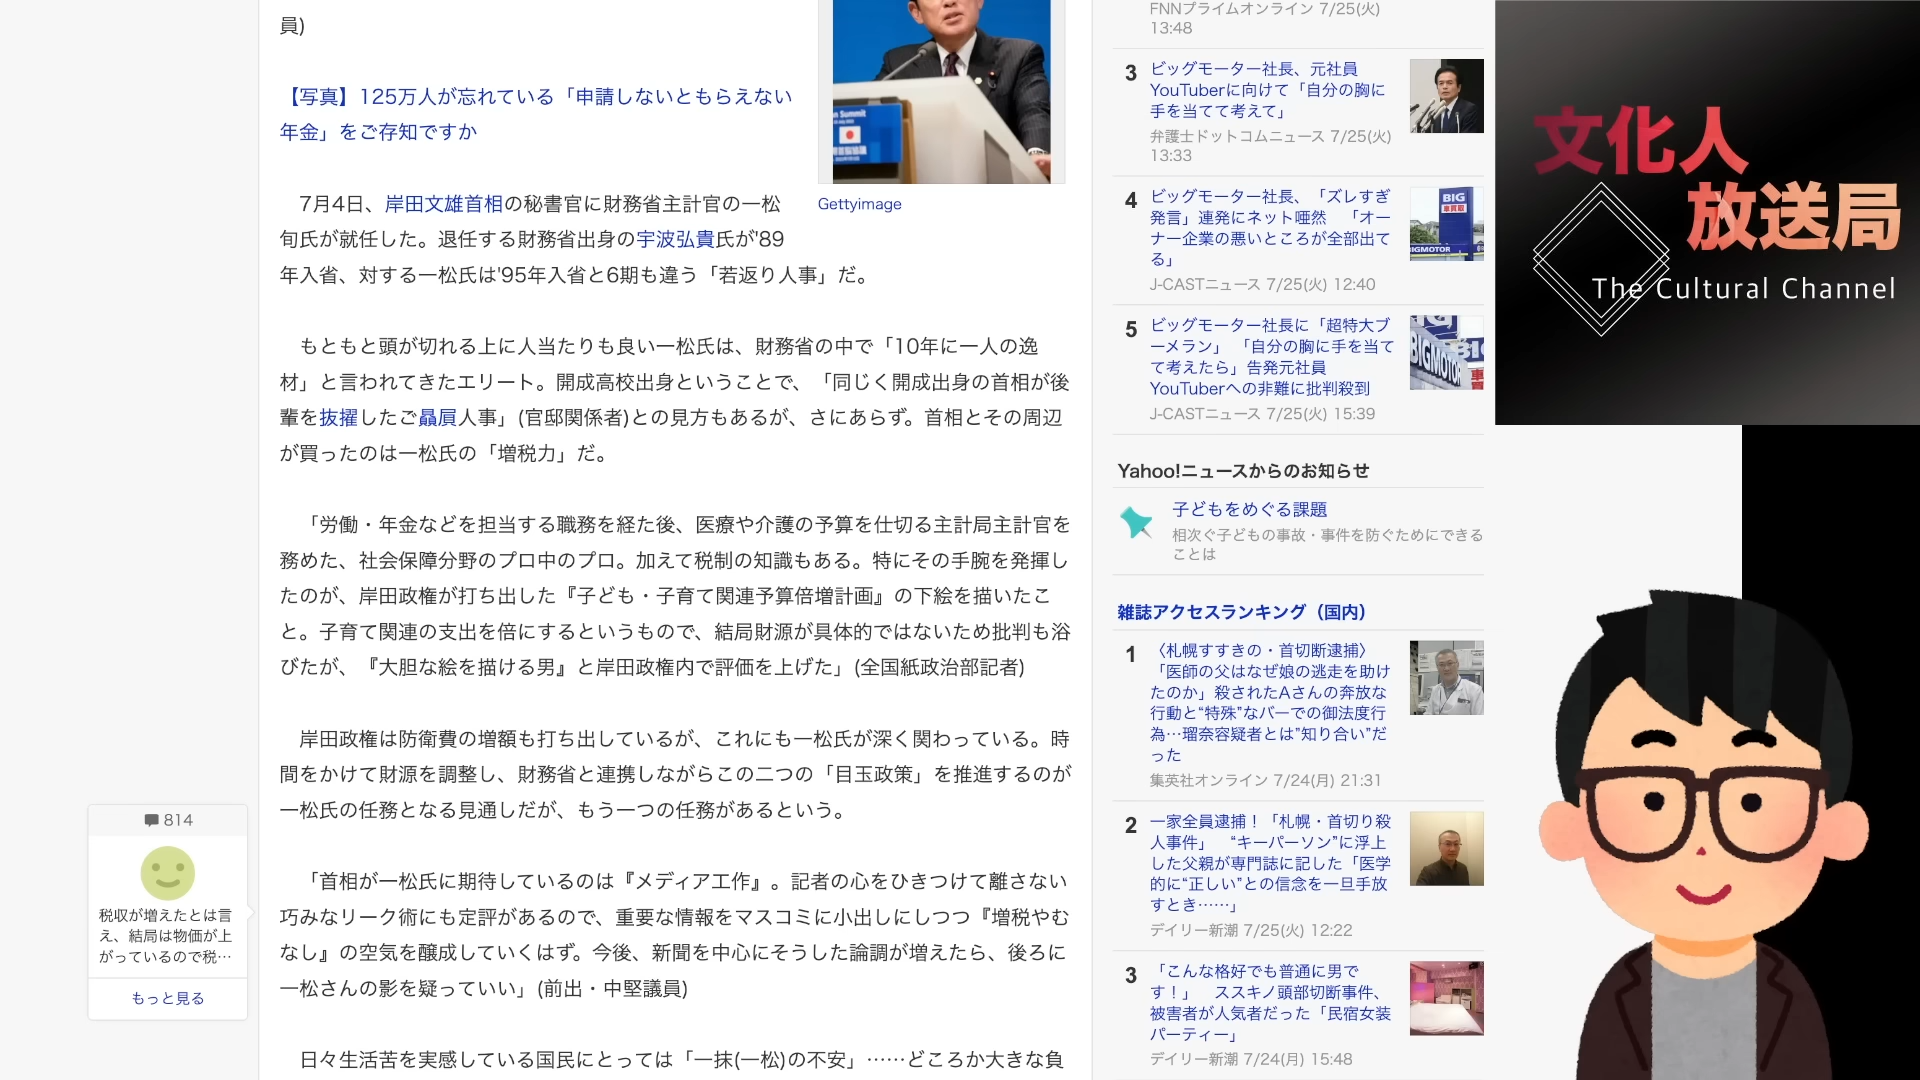 員)
【写真】125万人が忘れている「申請しないともらえない
年金」をご存知ですか
Gettyimage
7月4日、岸田文雄首相の秘書官に財務省主計官の一松
旬氏が就任した。退任する財務省出身の宇波弘貴氏が'89
年入省、対する一松氏は'95年入省と6期も違う「若返り人事」だ。
もともと頭が切れる上に人当たりも良い一松氏は、財務省の中で「10年に一人の逸
材」と言われてきたエリート。開成高校出身ということで、「同じく開成出身の首相が後
輩を抜擢したご贔屓人事」(官邸関係者)との見方もあるが、さにあらず。首相とその周辺
が買ったのは一松氏の「増税力」だ。
「労働・年金などを担当する職務を経た後、医療や介護の予算を仕切る主計局主計官を
務めた、社会保障分野のプロ中のプロ。加えて税制の知識もある。特にその手腕を発揮し
たのが、岸田政権が打ち出した『子ども・子育て関連予算倍増計画』の下絵を描いたこ
と。子育て関連の支出を倍にするというもので、結局財源が具体的ではないため批判も浴
びたが、『大胆な絵を描ける男』と岸田政権内で評価を上げた」(全国紙政治部記者)
岸田政権は防衛費の増額も打ち出しているが、これにも一松氏が深く関わっている。時
間をかけて財源を調整し、財務省と連携しながらこの二つの「目玉政策」を推進するのが
一松氏の任務となる見通しだが、もう一つの任務があるという。
「首相が一松氏に期待しているのは『メディア工作』。記者の心をひきつけて離さない
巧みなリーク術にも定評があるので、重要な情報をマスコミに小出しにしつつ『増税やむ
なし』の空気を醸成していくはず。今後、新聞を中心にそうした論調が増えたら、後ろに
一松さんの影を疑っていい」(前出・中堅議員)
日々生活苦を実感している国民にとっては「一抹(一松)の不安」……どころか大きな負
814
税収が増えたとは言
え、結局は物価が上
がっているので税…
もっと見る
FNNプライムオンライン 7/25(火)
13:48
3
ビッグモーター社長、元社員
YouTuberに向けて「自分の胸に
手を当てて考えて」
弁護士ドットコムニュース 7/25(火)
13:33
4
ビッグモーター社長、「ズレすぎ
発言」連発にネット唖然 「オー
ナー企業の悪いところが全部出て
る」
J-CASTニュース 7/25(火) 12:40
BIG
BIGMOTOR
5
ビッグモーター社長に「超特大ブ
ーメラン」 「自分の胸に手を当て
て考えたら」告発元社員
YouTuberへの非難に批判殺到
J-CASTニュース 7/25(火) 15:39
BIGMOTOR
Yahoo!ニュースからのお知らせ
子どもをめぐる課題
相次ぐ子どもの事故・事件を防ぐためにできる
ことは
雑誌アクセスランキング（国内）
1
〈札幌すすきの・首切断逮捕〉
「医師の父はなぜ娘の逃走を助け
たのか」殺されたAさんの奔放な
行動と“特殊”なバーでの御法度行
為…瑠奈容疑者とは”知り合い”だ
った
集英社オンライン 7/24(月) 21:31
2
一家全員逮捕！「札幌・首切り殺
人事件」 “キーパーソン”に浮上
した父親が専門誌に記した「医学
的に“正しい”との信念を一旦手放
すとき……」
デイリー新潮 7/25(火) 12:22
3
「こんな格好でも普通に男で
す！」 ススキノ頭部切断事件、
被害者が人気者だった「民宿女装
パーティー」
デイリー新潮 7/24(月) 15:48
文化人
放送局
The Cultural Channel